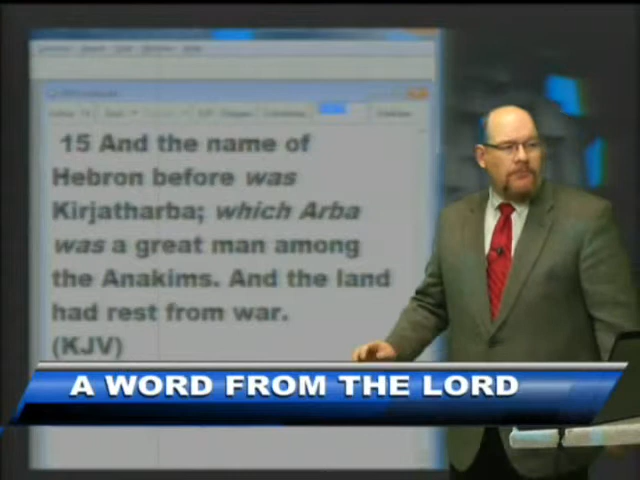 15 And the name of
Hebron before was
Kirjatharba; which Arba
was a great man among
the Anakims. And the land
had rest from war.
(KJV)
A WORD FROM THE LORD